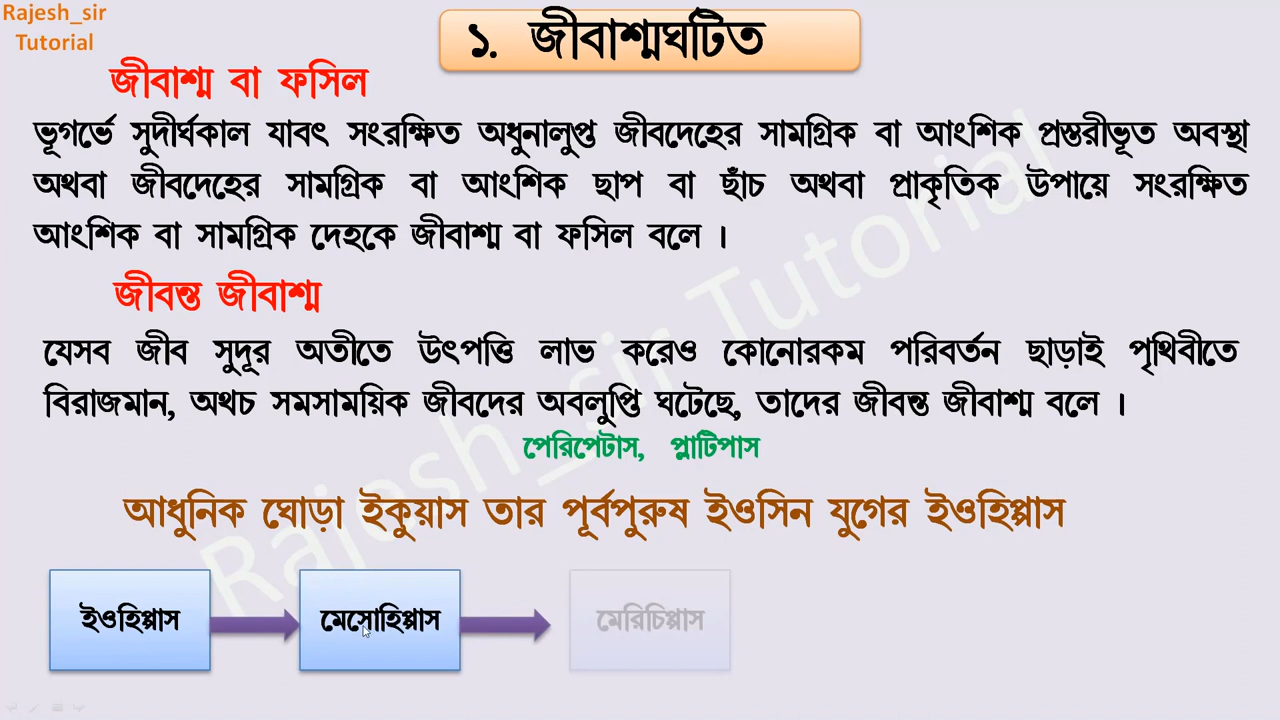 Rajesh_sir
Tutorial
১. জীবাশ্মঘটিত
জীবাশ্ম বা ফসিল
ভূগর্ভে সুদীর্ঘকাল যাবৎ সংরক্ষিত অধুনালুপ্ত জীবদেহের সামগ্রিক বা আংশিক প্রস্তরীভূত অবস্থা
অথবা জীবদেহের সামগ্রিক বা আংশিক ছাপ বা ছাঁচ অথবা প্রাকৃতিক উপায়ে সংরক্ষিত
আংশিক বা সামগ্রিক দেহকে জীবাশ্ম বা ফসিল বলে ।
জীবন্ত জীবাশ্ম
যেসব জীব সুদূর অতীতে উৎপত্তি লাভ করেও কোনোরকম পরিবর্তন ছাড়াই পৃথিবীতে
বিরাজমান, অথচ সমসাময়িক জীবদের অবলুপ্তি ঘটেছে, তাদের জীবন্ত জীবাশ্ম বলে ।
পেরিপেটাস, প্লাটিপাস
আধুনিক ঘোড়া ইকুয়াস তার পূর্বপুরুষ ইওসিন যুগের ইওহিপ্পাস
ইওহিপ্পাস
মেসোহিপ্পাস
মেরিচিপ্পাস
Rajesh_sir Tutorial